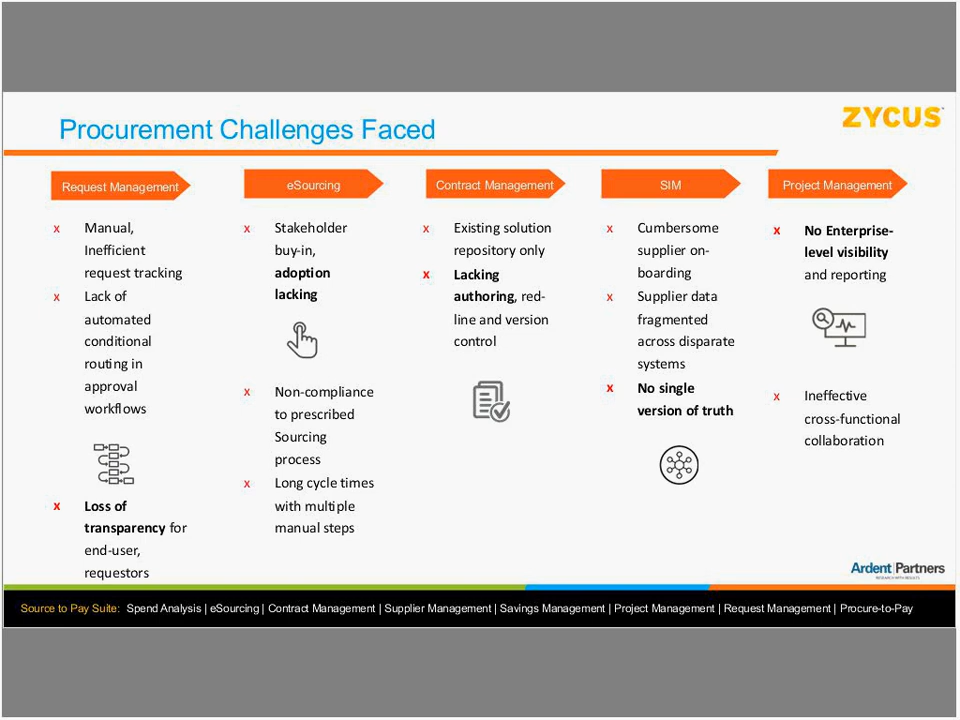 Procurement Challenges Faced
ZYCUS
Request Management
x Manual,
Inefficient
request tracking
x Lack of
automated
conditional
routing in
approval
workflows
x Loss of
transparency for
end-user,
requestors
eSourcing
x Stakeholder
buy-in,
adoption
lacking
x Non-compliance
to prescribed
Sourcing
process
x Long cycle times
with multiple
manual steps
Contract Management
x Existing solution
repository only
x Lacking
authoring, red-
line and version
control
SIM
x Cumbersome
supplier on-
boarding
x Supplier data
fragmented
across disparate
systems
x No single
version of truth
Project Management
x No Enterprise-
level visibility
and reporting
x Ineffective
cross-functional
collaboration
Ardent Partners
RESEARCH WITH RESULTS
Source to Pay Suite: Spend Analysis | eSourcing | Contract Management | Supplier Management | Savings Management | Project Management | Request Management | Procure-to-Pay